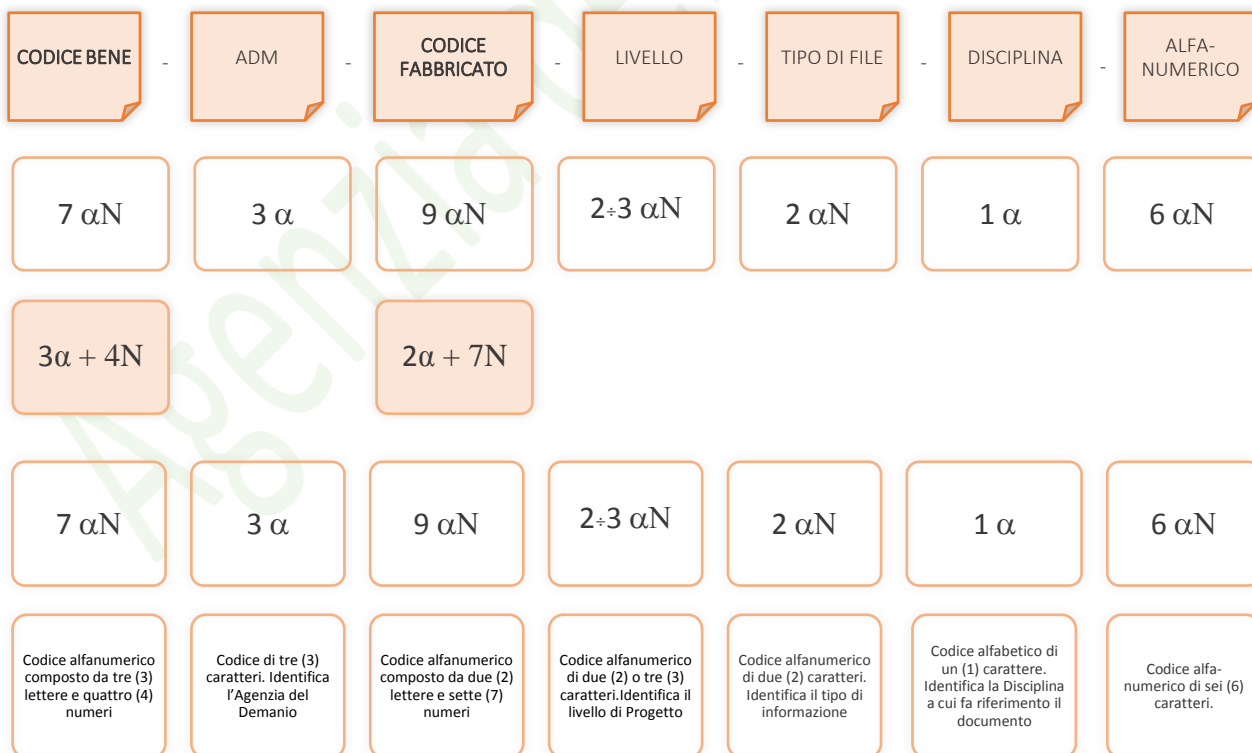 CODICE BENE - ADM - CODICE FABBRICATO - LIVELLO - TIPO DI FILE - DISCIPLINA - ALFA-NUMERICO
7 αN 3 α 9 αN 2÷3 αN 2 αN 1 α 6 αN
3α + 4N 2α + 7N
7 αN 3 α 9 αN 2÷3 αN 2 αN 1 α 6 αN
Codice alfanumerico
composto da tre (3)
lettere e quattro (4)
numeri
Codice di tre (3)
caratteri. Identifica
l’Agenzia del
Demanio
Codice alfanumerico
composto da due (2)
lettere e sette (7)
numeri
Codice alfanumerico
di due (2) o tre (3)
caratteri.Identifica il
livello di Progetto
Codice alfanumerico
di due (2) caratteri.
Identifica il tipo di
informazione
Codice alfabetico di
un (1) carattere.
Identifica la Disciplina
a cui fa riferimento il
documento
Codice alfa-
numerico di sei (6)
caratteri.
Agenzia